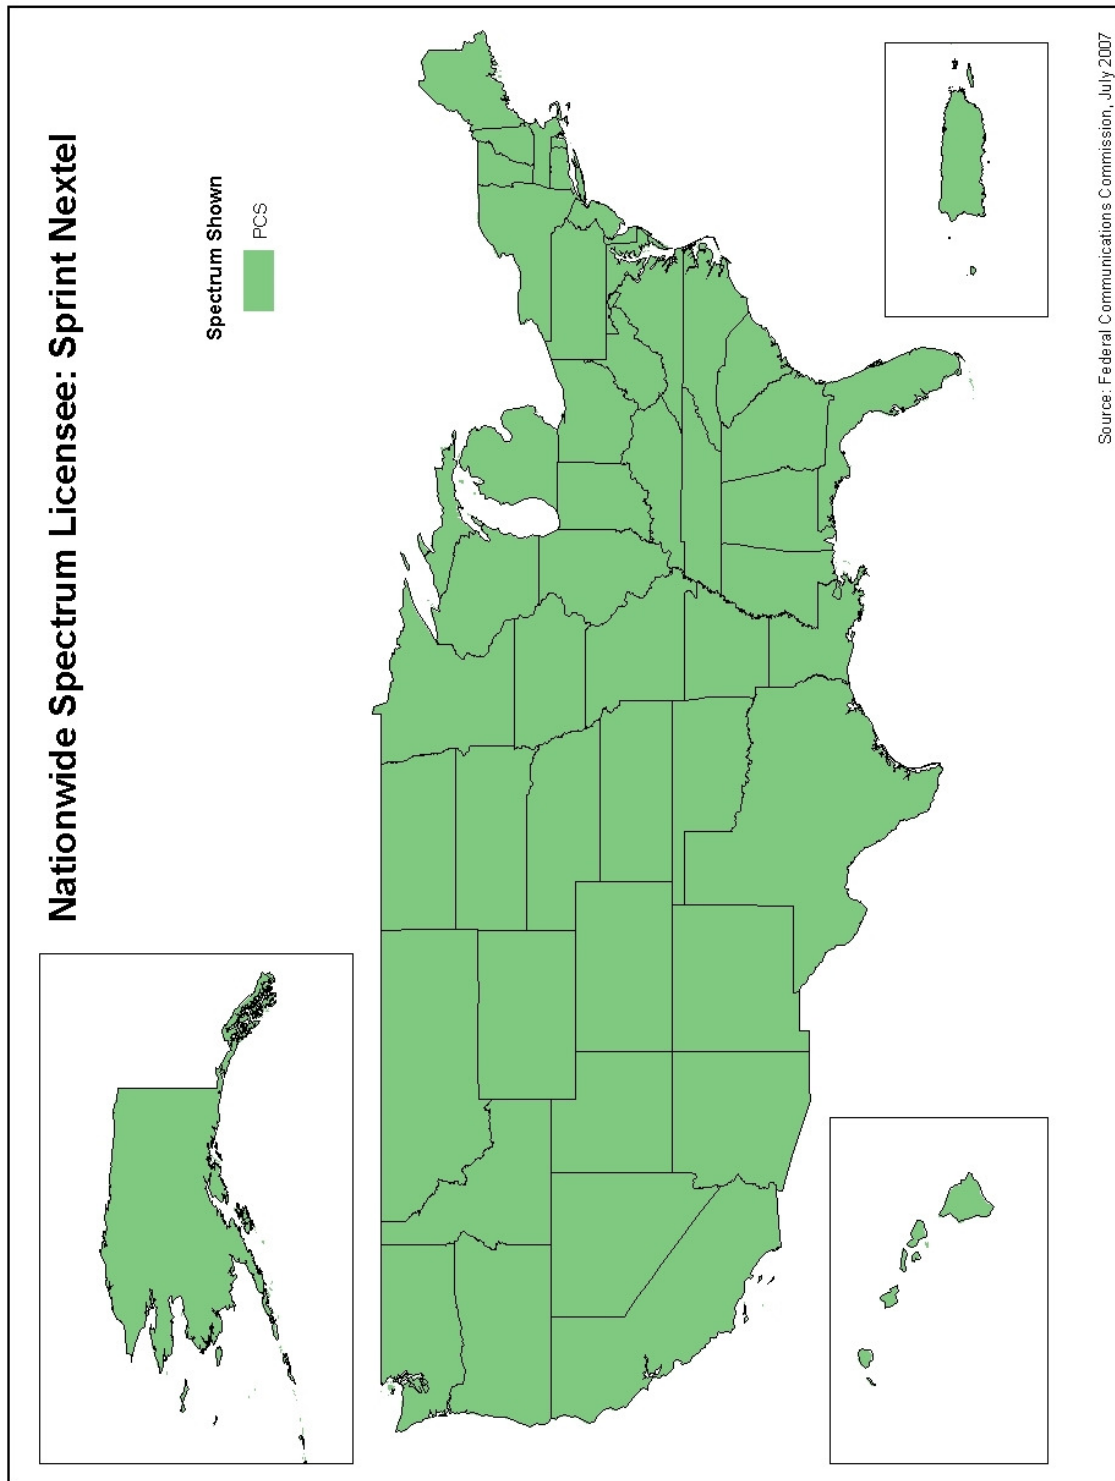 Nationwide Spectrum Licensee: Sprint Nextel
Spectrum Shown
PCS
Source: Federal Communications Commission, July 2007